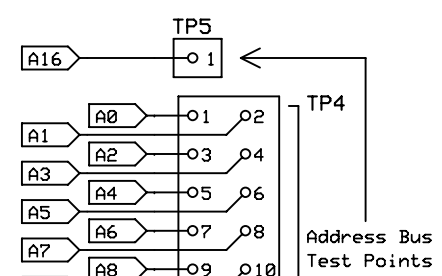 TP5
A16 1
TP4
A0 1 2
A1
A2 3 4
A3
A4 5 6
A5
A6 7 8
A7
Address Bus
Test Points
A8 9 10